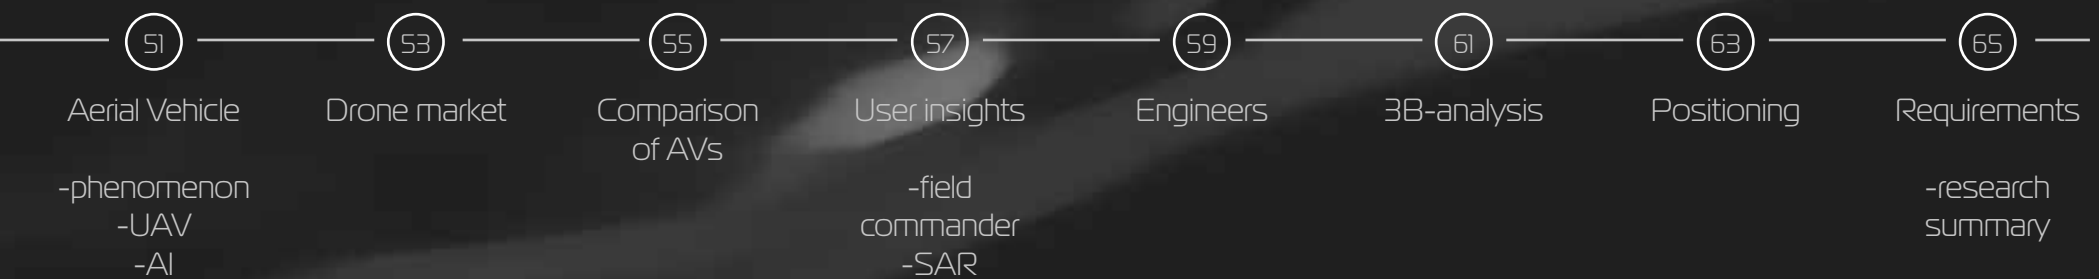 51
Aerial Vehicle
-phenomenon
-UAV
-AI
53
Drone market
55
Comparison
of AVs
57
User insights
-field
commander
-SAR
59
Engineers
61
3B-analysis
63
Positioning
65
Requirements
-research
summary